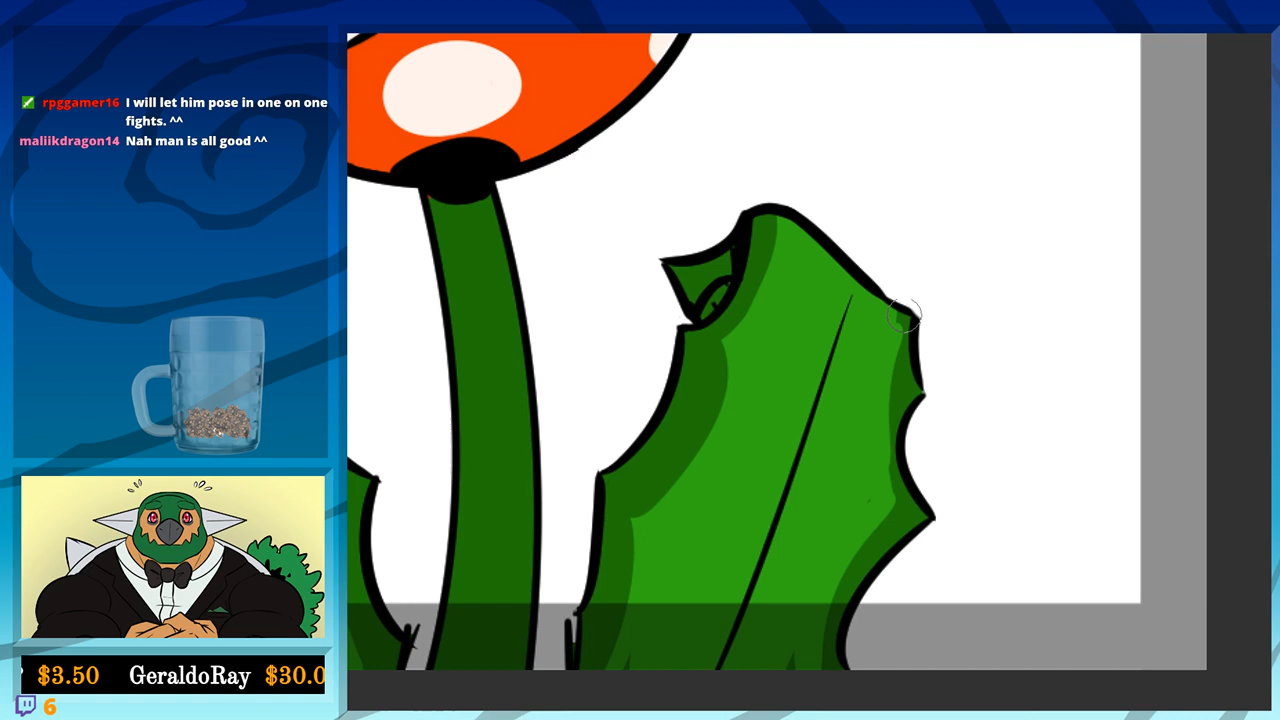 rpggamer16 I will let him pose in one on one
fights. ^^
maliikdragon14 Nah man is all good ^^
$3.50 GeraldoRay $30.0
6